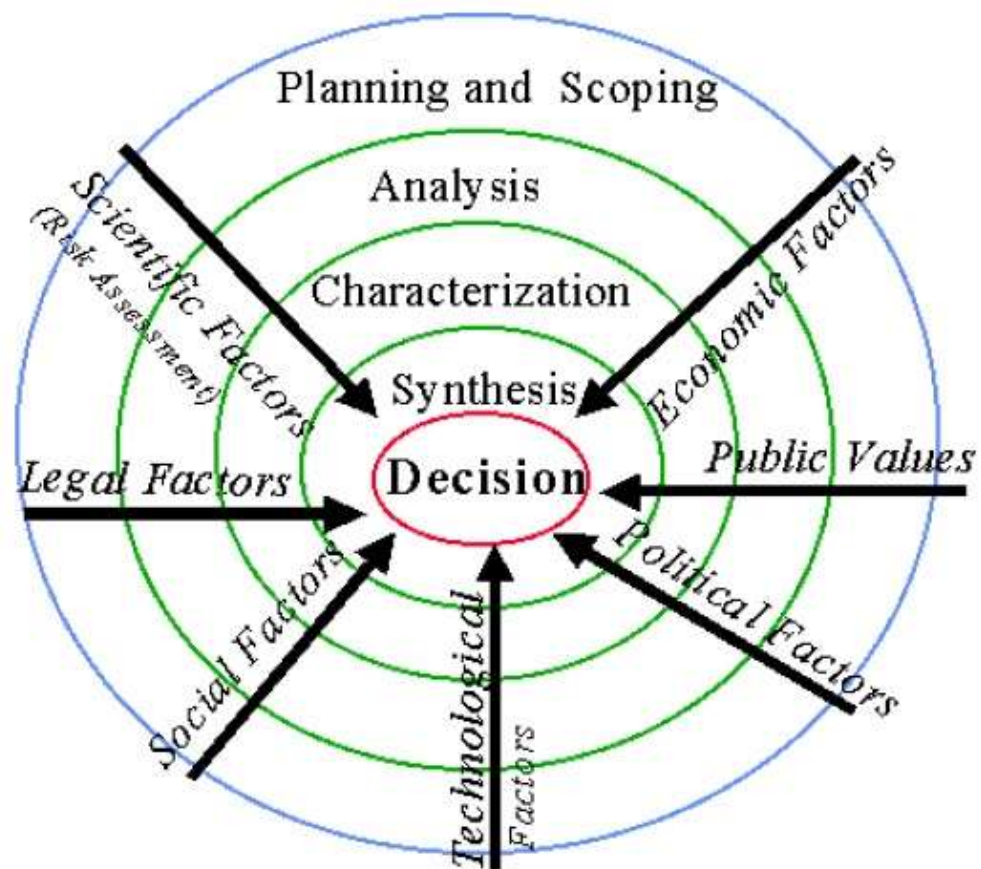 Planning and Scoping
Analysis
Characterization
Synthesis
Decision
Scientific Factors
(Risk Assessment)
Economic Factors
Legal Factors
Public Values
Social Factors
Technological
Factors
Political Factors